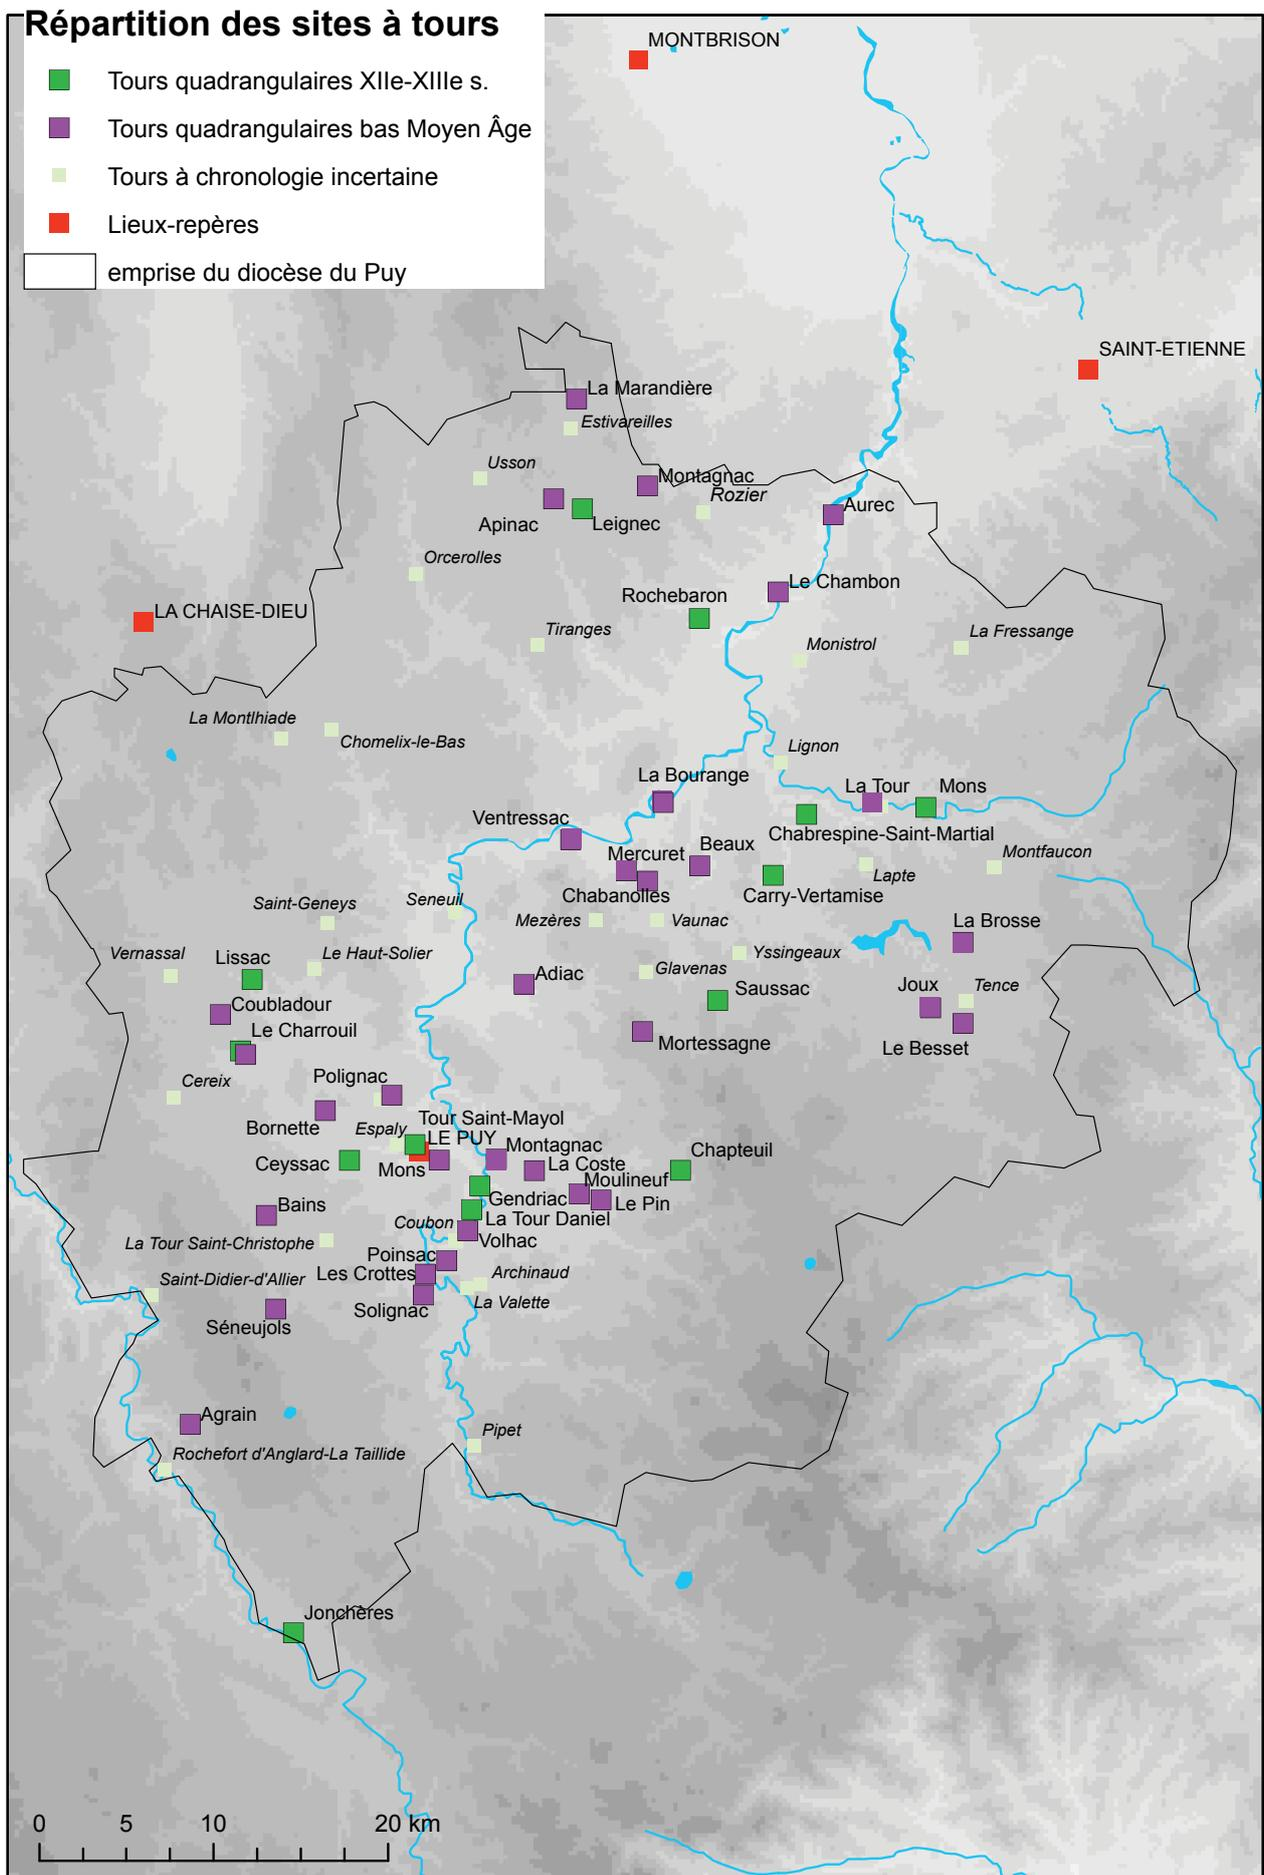 Répartition des sites à tours
Tours quadrangulaires XIIe-XIIIe s.
Tours quadrangulaires bas Moyen Âge
Tours à chronologie incertaine
Lieux-repères
emprise du diocèse du Puy
MONTBRISON
SAINT-ETIENNE
La Marandière
Estivareilles
Usson
Montagnac
Rozier
Aurec
Apinac
Leignec
Orcerolles
Le Chambon
Rochebaron
LA CHAISE-DIEU
Tiranges
La Fressange
Monistrol
La Montlhiade
Chomelix-le-Bas
Lignon
La Bourange
La Tour
Mons
Ventressac
Chabrespine-Saint-Martial
Beaux
Mercuret
Montfaucon
Lapte
Chabanolles
Carry-Vertamise
Saint-Geneys
Seneuil
Mezères
Vaunac
La Brosse
Vernassal
Lissac
Le Haut-Solier
Yssingeaux
Glavenas
Adiac
Saussac
Joux
Tence
Coubladour
Le Charrouil
Mortessagne
Le Besset
Cereix
Polignac
Bornette
Espaly
Tour Saint-Mayol
LE PUY
Montagnac
Chapteuil
Ceyssac
Mons
La Coste
Moulineuf
Gendriac
Le Pin
Bains
Coubon
La Tour Daniel
La Tour Saint-Christophe
Volhac
Poinsac
Les Crottes
Archinaud
Saint-Didier-d'Allier
La Valette
Solignac
Séneujols
Agrain
Pipet
Rochefort d'Anglard-La Taillide
Jonchères
0 5 10 20 km